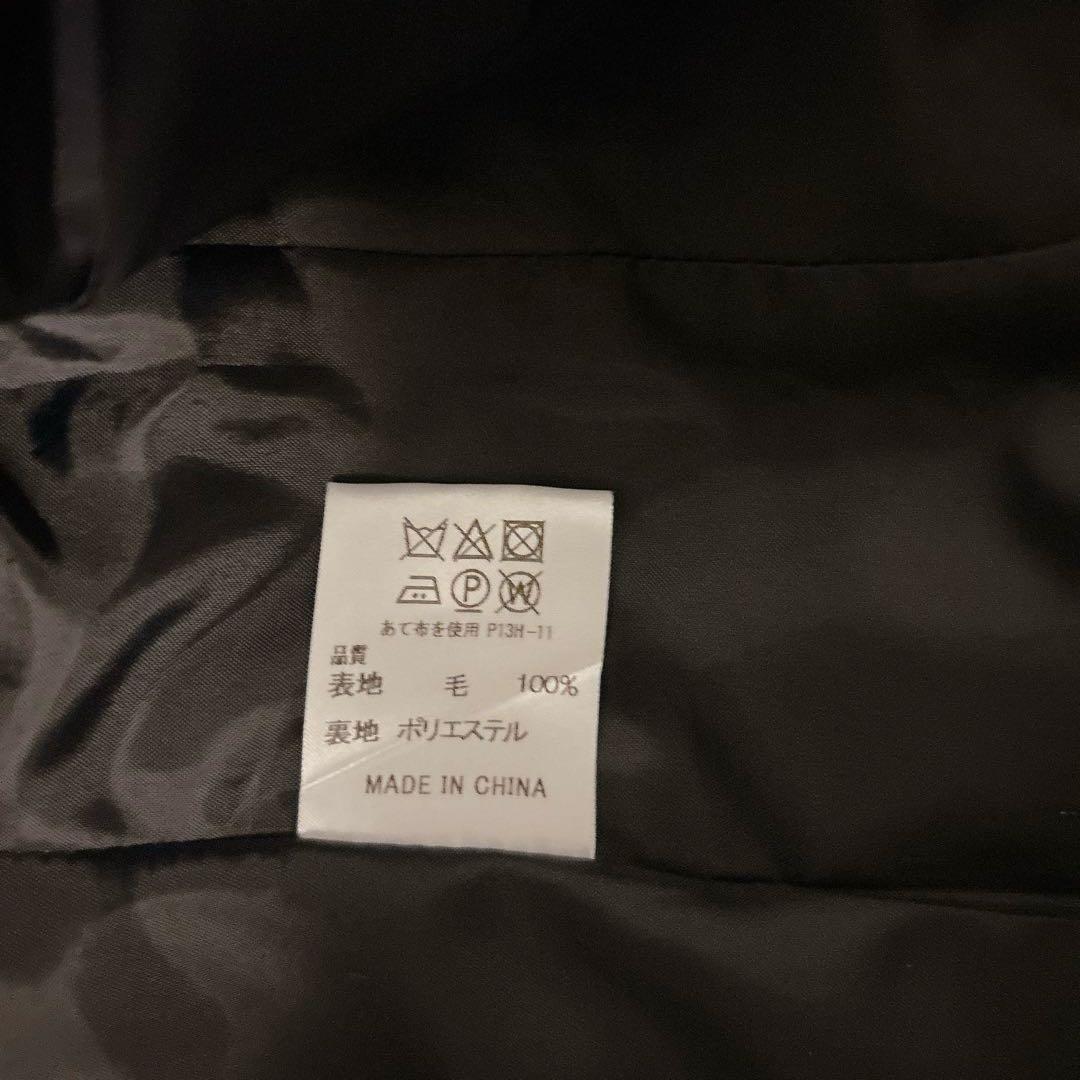 P W
あて布を使用 P13H-11
品質
表地 毛 100%
裏地 ポリエステル
MADE IN CHINA